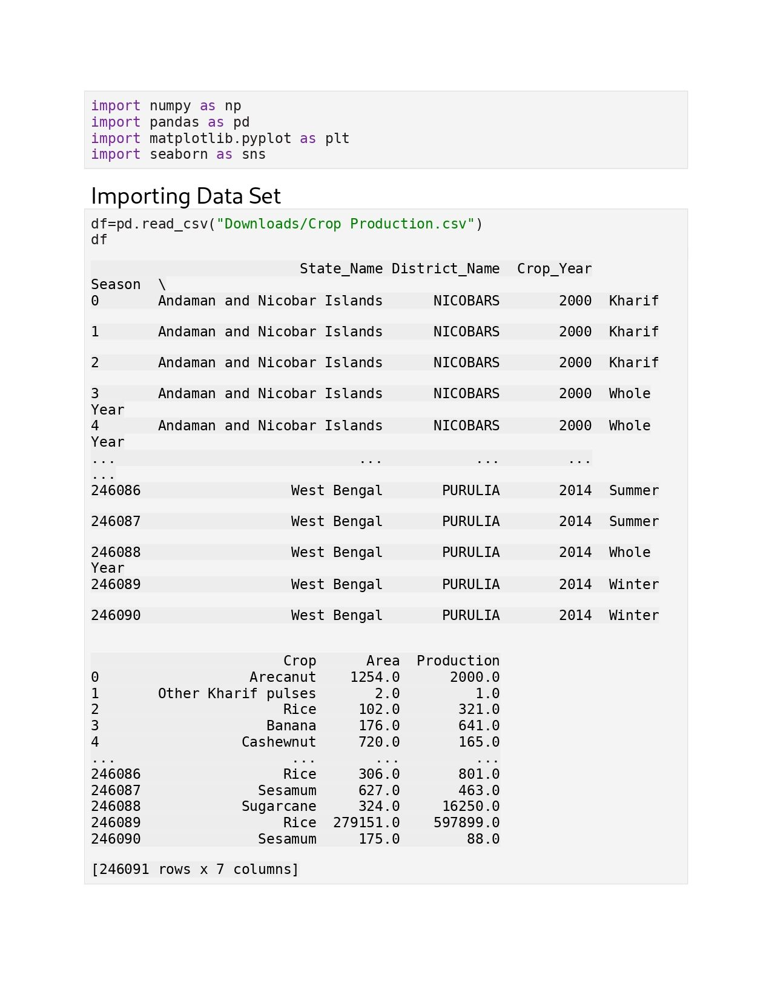 import numpy as np
import pandas as pd
import matplotlib.pyplot as plt
import seaborn as sns
Importing Data Set
df=pd.read_csv("Downloads/Crop Production.csv")
df
                         State_Name District_Name  Crop_Year
Season  \
0       Andaman and Nicobar Islands      NICOBARS       2000  Kharif
1       Andaman and Nicobar Islands      NICOBARS       2000  Kharif
2       Andaman and Nicobar Islands      NICOBARS       2000  Kharif
3       Andaman and Nicobar Islands      NICOBARS       2000  Whole
Year
4       Andaman and Nicobar Islands      NICOBARS       2000  Whole
Year
...                             ...           ...        ...
...
246086                  West Bengal       PURULIA       2014  Summer
246087                  West Bengal       PURULIA       2014  Summer
246088                  West Bengal       PURULIA       2014  Whole
Year
246089                  West Bengal       PURULIA       2014  Winter
246090                  West Bengal       PURULIA       2014  Winter
                       Crop      Area  Production
0                  Arecanut    1254.0      2000.0
1       Other Kharif pulses       2.0         1.0
2                      Rice     102.0       321.0
3                    Banana     176.0       641.0
4                 Cashewnut     720.0       165.0
...                     ...       ...         ...
246086                 Rice     306.0       801.0
246087              Sesamum     627.0       463.0
246088            Sugarcane     324.0     16250.0
246089                 Rice  279151.0    597899.0
246090              Sesamum     175.0        88.0
[246091 rows x 7 columns]